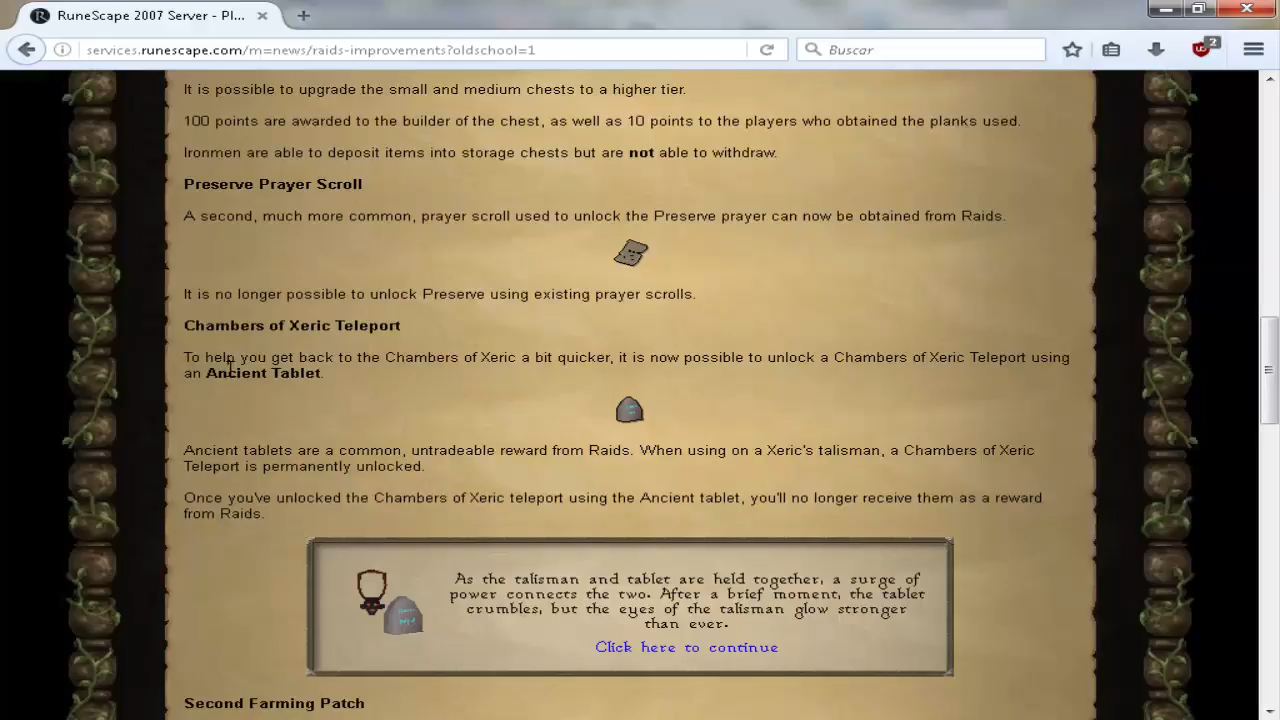 RuneScape 2007 Server - Pl...
services.runescape.com/m=news/raids-improvements?oldschool=1
Buscar
2
It is possible to upgrade the small and medium chests to a higher tier.
100 points are awarded to the builder of the chest, as well as 10 points to the players who obtained the planks used.
Ironmen are able to deposit items into storage chests but are not able to withdraw.
Preserve Prayer Scroll
A second, much more common, prayer scroll used to unlock the Preserve prayer can now be obtained from Raids.
It is no longer possible to unlock Preserve using existing prayer scrolls.
Chambers of Xeric Teleport
To help you get back to the Chambers of Xeric a bit quicker, it is now possible to unlock a Chambers of Xeric Teleport using
an Ancient Tablet.
Ancient tablets are a common, untradeable reward from Raids. When using on a Xeric's talisman, a Chambers of Xeric
Teleport is permanently unlocked.
Once you've unlocked the Chambers of Xeric teleport using the Ancient tablet, you'll no longer receive them as a reward
from Raids.
As the talisman and tablet are held together, a surge of
power connects the two. After a brief moment, the tablet
crumbles, but the eyes of the talisman glow stronger
than ever.
Click here to continue
Second Farming Patch